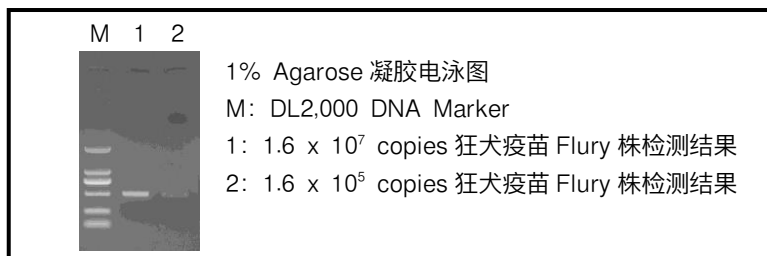 M 1 2
1% Agarose 凝胶电泳图
M: DL2,000 DNA Marker
1: 1.6 x 10⁷ copies 狂犬疫苗 Flury 株检测结果
2: 1.6 x 10⁵ copies 狂犬疫苗 Flury 株检测结果